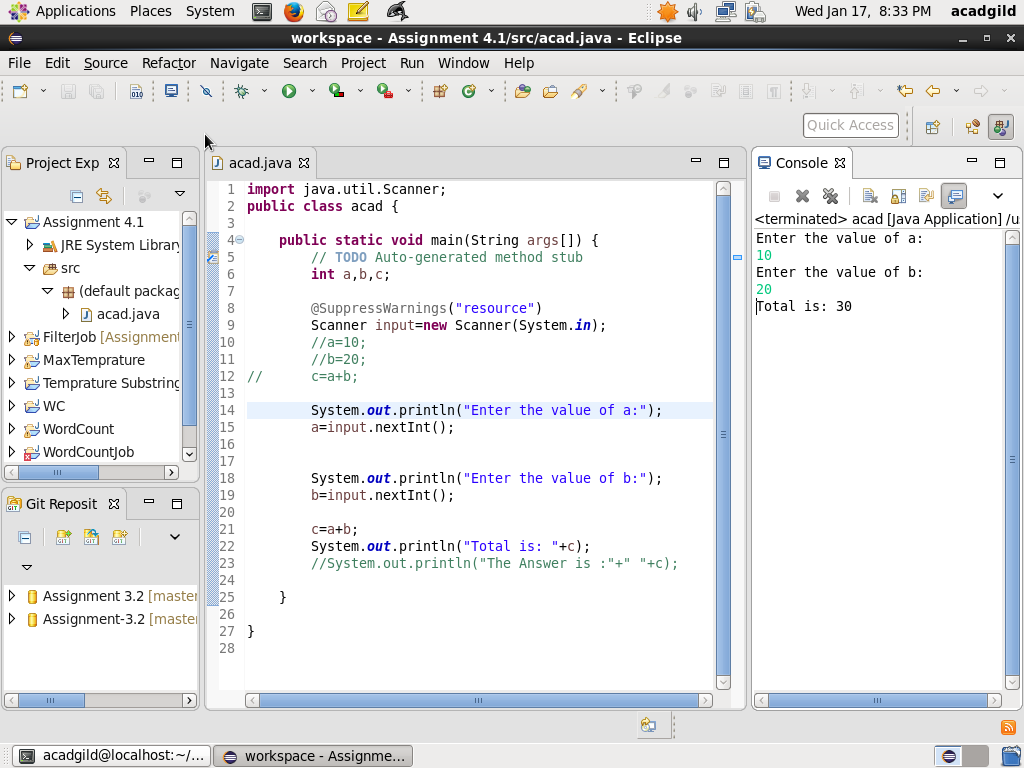 Applications Places System Wed Jan 17, 8:33 PM acadgild
workspace - Assignment 4.1/src/acad.java - Eclipse
File Edit Source Refactor Navigate Search Project Run Window Help
Quick Access
Project Exp
Assignment 4.1
JRE System Library
src
(default packag
acad.java
FilterJob [Assignment
MaxTemprature
Temprature Substring
WC
WordCount
WordCountJob
Git Reposit
Assignment 3.2 [master
Assignment-3.2 [master
acad.java
1 import java.util.Scanner;
2 public class acad {
3
4 public static void main(String args[]) {
5 // TODO Auto-generated method stub
6 int a,b,c;
7
8 @SuppressWarnings("resource")
9 Scanner input=new Scanner(System.in);
10 //a=10;
11 //b=20;
12 // c=a+b;
13
14 System.out.println("Enter the value of a:");
15 a=input.nextInt();
16
17
18 System.out.println("Enter the value of b:");
19 b=input.nextInt();
20
21 c=a+b;
22 System.out.println("Total is: "+c);
23 //System.out.println("The Answer is :"+" "+c);
24
25 }
26
27 }
28
Console
<terminated> acad [Java Application] /u
Enter the value of a:
10
Enter the value of b:
20
Total is: 30
acadgild@localhost:~/... workspace - Assignme...